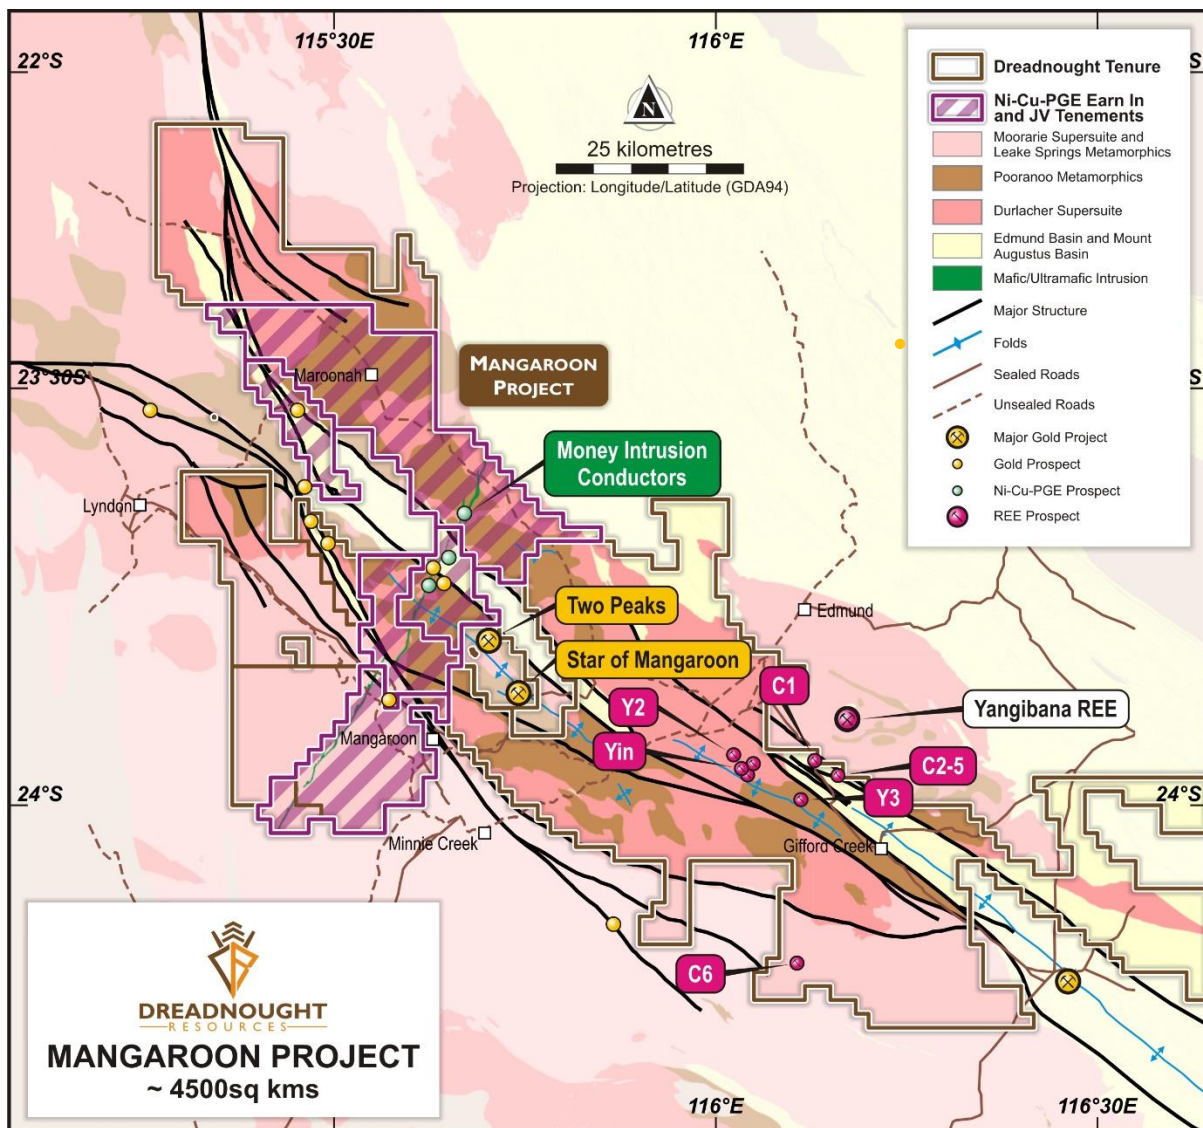 115°30E
116°E
22°S
S
N
25 kilometres
Projection: Longitude/Latitude (GDA94)
Dreadnought Tenure
Ni-Cu-PGE Earn In
and JV Tenements
Moorarie Supersuite and
Leake Springs Metamorphics
Pooranoo Metamorphics
Durlacher Supersuite
Edmund Basin and Mount
Augustus Basin
Mafic/Ultramafic Intrusion
Major Structure
Folds
Sealed Roads
Unsealed Roads
Major Gold Project
Gold Prospect
Ni-Cu-PGE Prospect
REE Prospect
23°30S
S
Maroonah
MANGAROON
PROJECT
Money Intrusion
Conductors
Lyndon
Two Peaks
Edmund
Star of Mangaroon
C1
Y2
Yangibana REE
Mangaroon
Yin
C2-5
Y3
24°S
24°S
Minnie Creek
Gifford Creek
C6
DREADNOUGHT
RESOURCES
MANGAROON PROJECT
~ 4500sq kms
116°E
116°30E